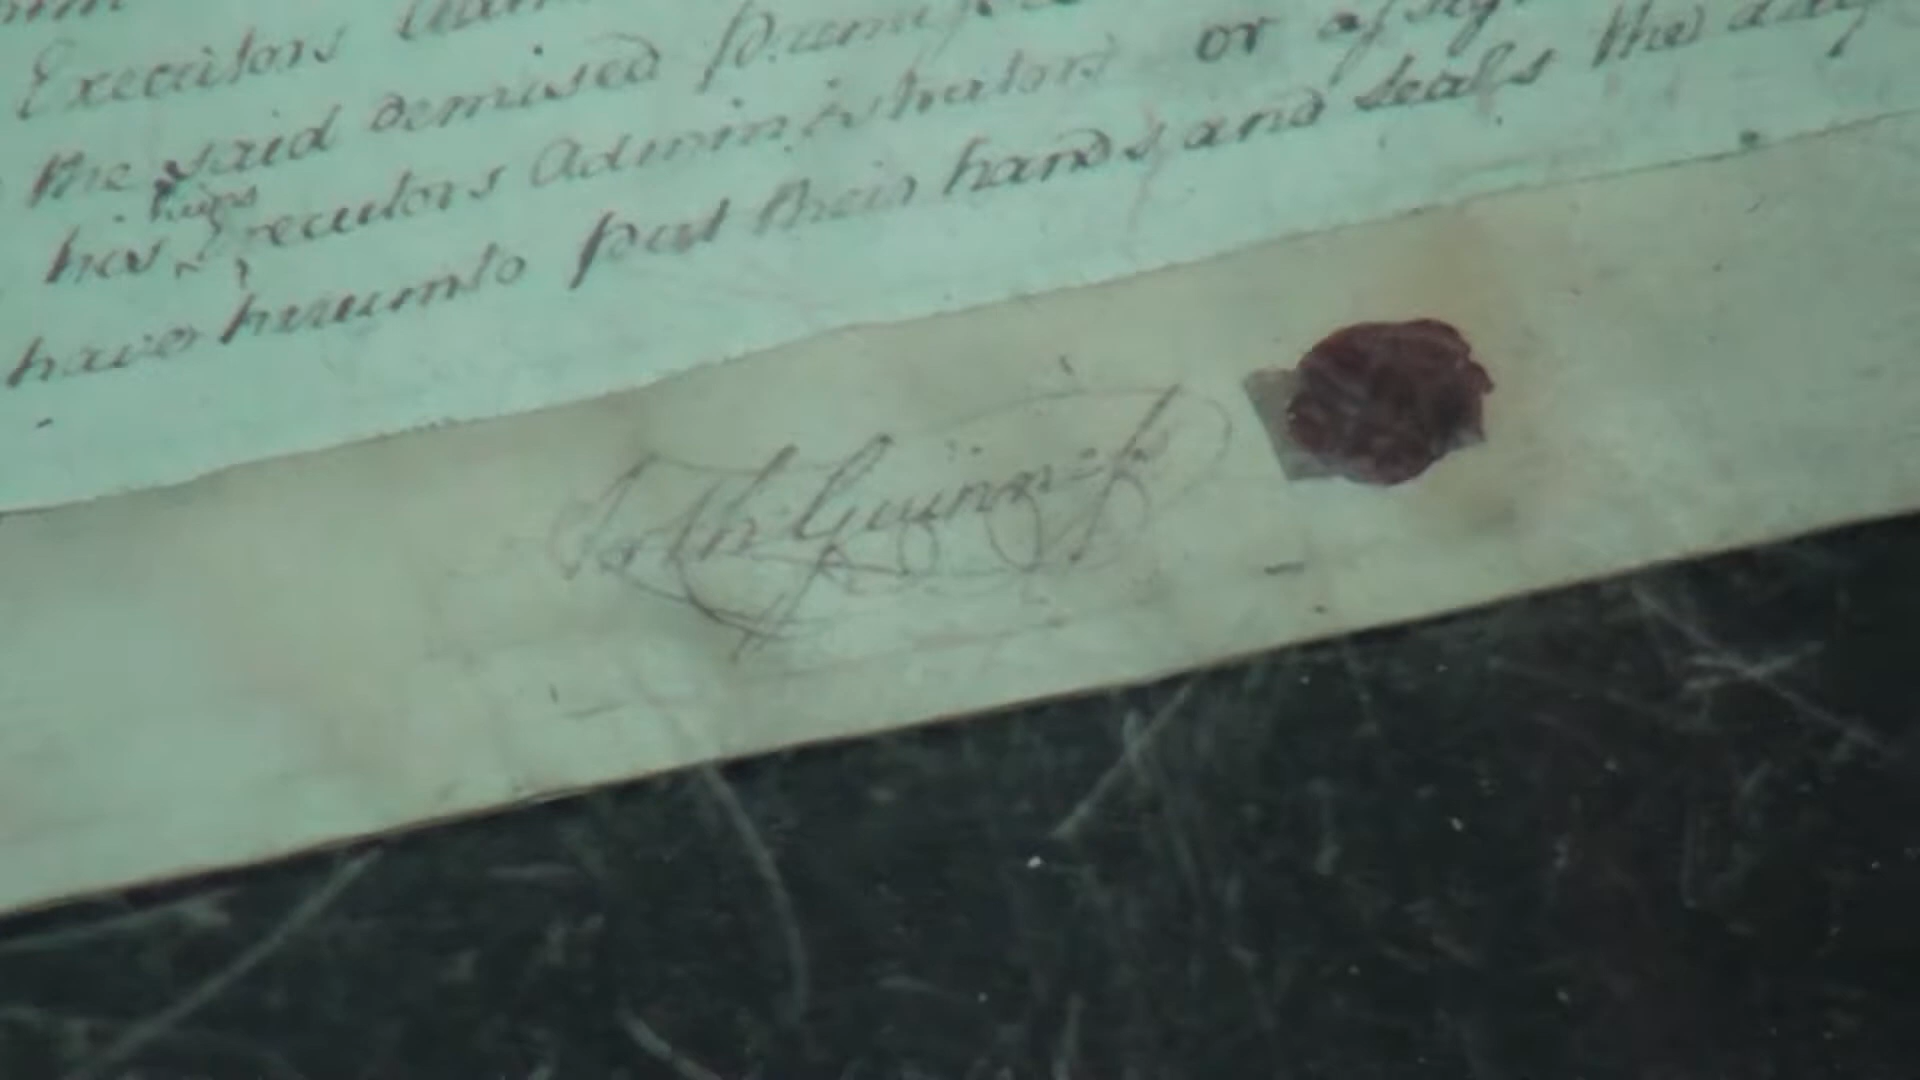 Executors
the said demised
his heirs Executors Administrators or assigns
have hereunto put their hands and seals the day
Arth Guinness